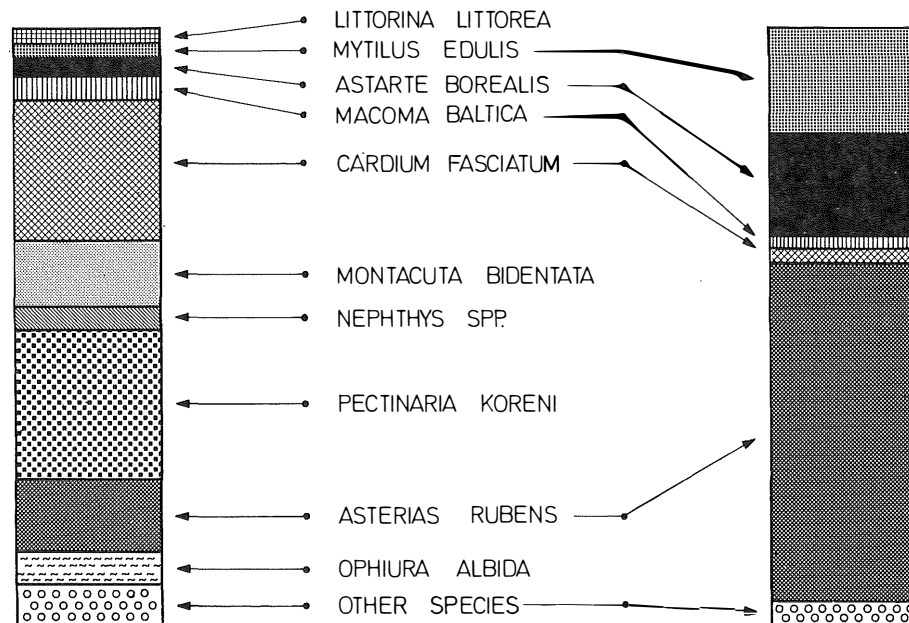 LITTORINA LITTOREA
MYTILUS EDULIS
ASTARTE BOREALIS
MACOMA BALTICA
CARDIUM FASCIATUM
MONTACUTA BIDENTATA
NEPHTHYS SPP.
PECTINARIA KORENI
ASTERIAS RUBENS
OPHIURA ALBIDA
OTHER SPECIES